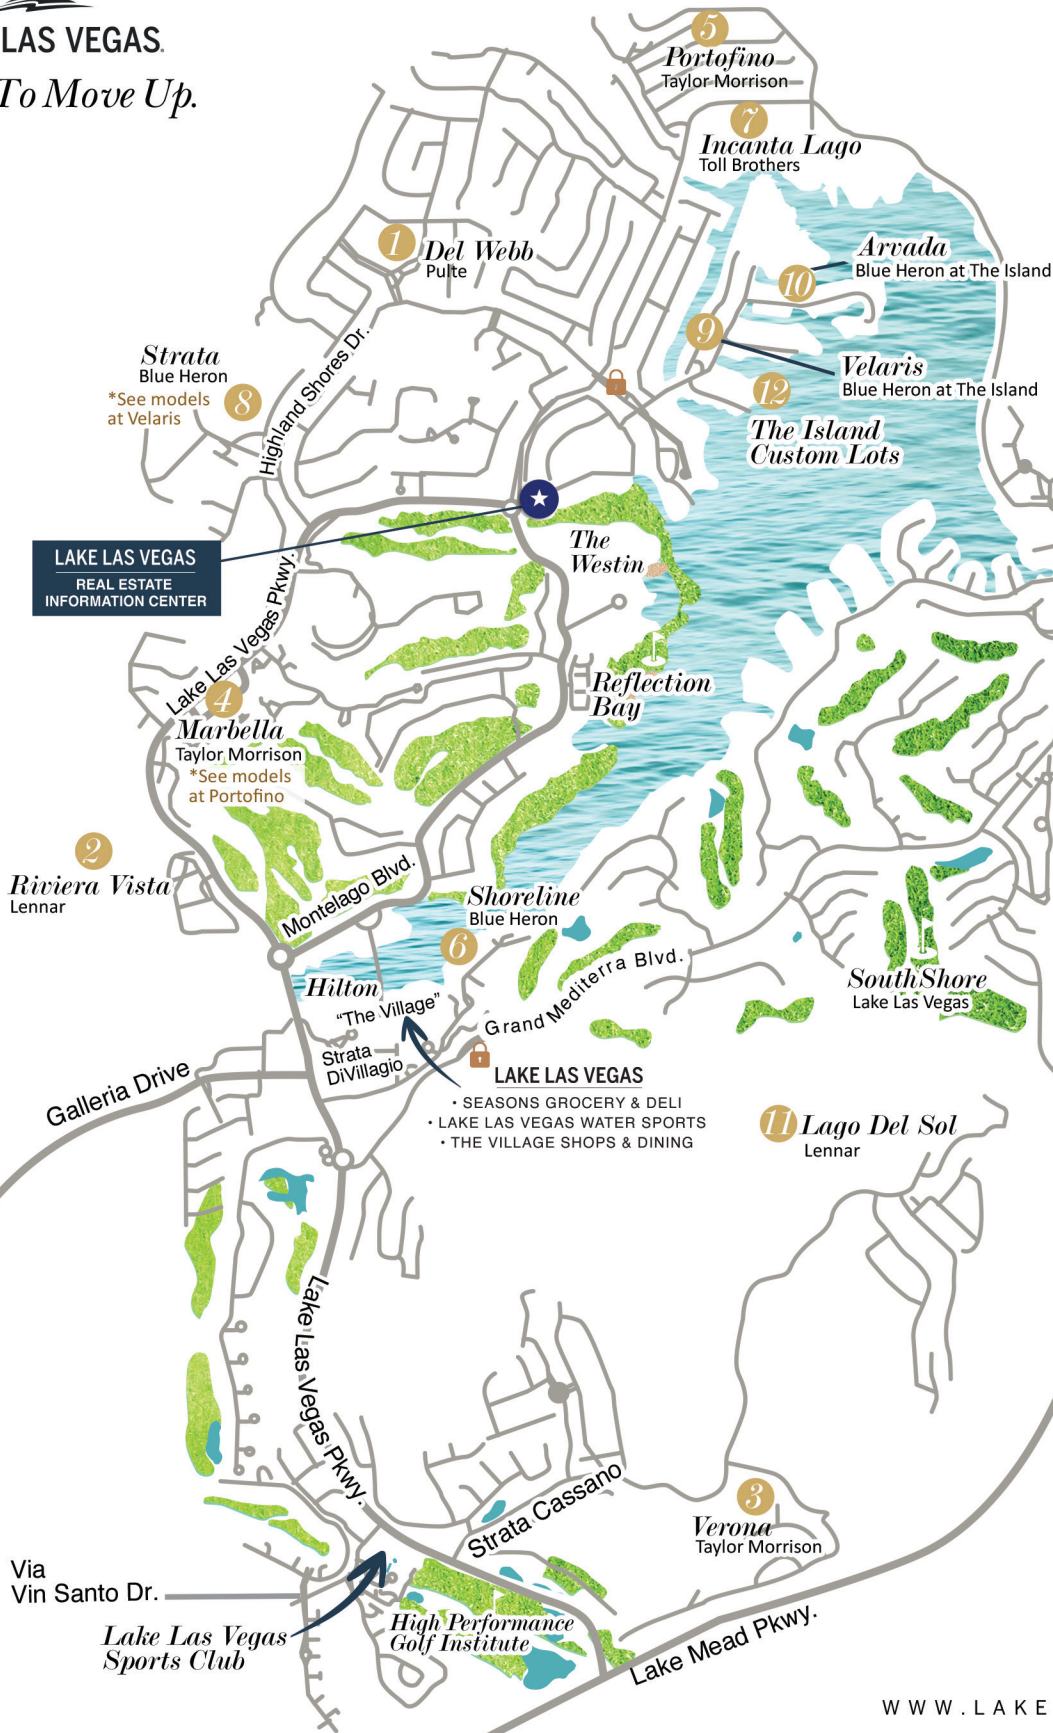 LAS VEGAS.
To Move Up.
5
Portofino
Taylor Morrison
7
Incanta Lago
Toll Brothers
1
Del Webb
Pulte
Arvada
Blue Heron at The Island
10
9
Velaris
Blue Heron at The Island
12
The Island
Custom Lots
Strata
Blue Heron
*See models
at Velaris
8
Highland Shores Dr.
LAKE LAS VEGAS
REAL ESTATE
INFORMATION CENTER
The
Westin
Lake Las Vegas Pkwy.
Reflection
Bay
4
Marbella
Taylor Morrison
*See models
at Portofino
2
Riviera Vista
Lennar
Montelago Blvd.
Shoreline
Blue Heron
6
Hilton
"The Village"
Strata
DiVillagio
Grand Mediterra Blvd.
SouthShore
Lake Las Vegas
Galleria Drive
LAKE LAS VEGAS
• SEASONS GROCERY & DELI
• LAKE LAS VEGAS WATER SPORTS
• THE VILLAGE SHOPS & DINING
11
Lago Del Sol
Lennar
Lake Las Vegas Pkwy.
Strata Cassano
3
Verona
Taylor Morrison
Via
Vin Santo Dr.
Lake Las Vegas
Sports Club
High Performance
Golf Institute
Lake Mead Pkwy.
WWW.LAKE